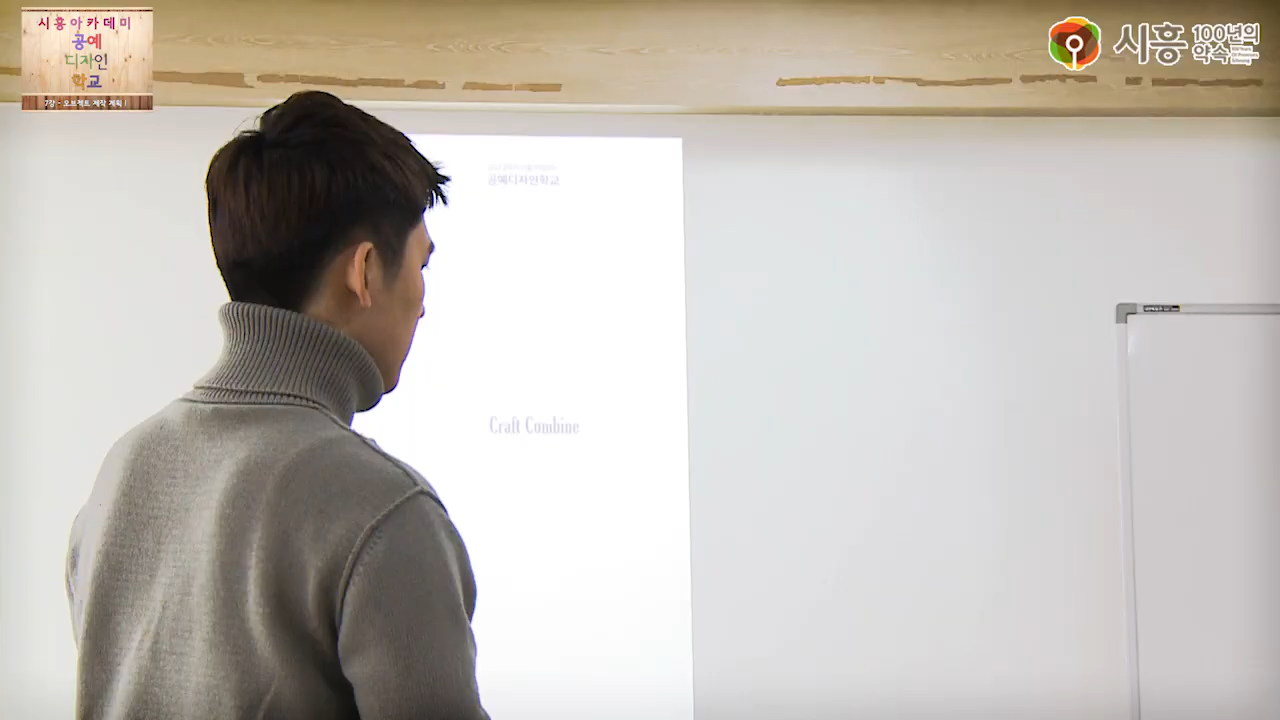 시흥아카데미
공예
디자인
학교
7강 - 오브젝트 제작 계획 I
시흥 100년의
약속
공예디자인학교
Craft Combine